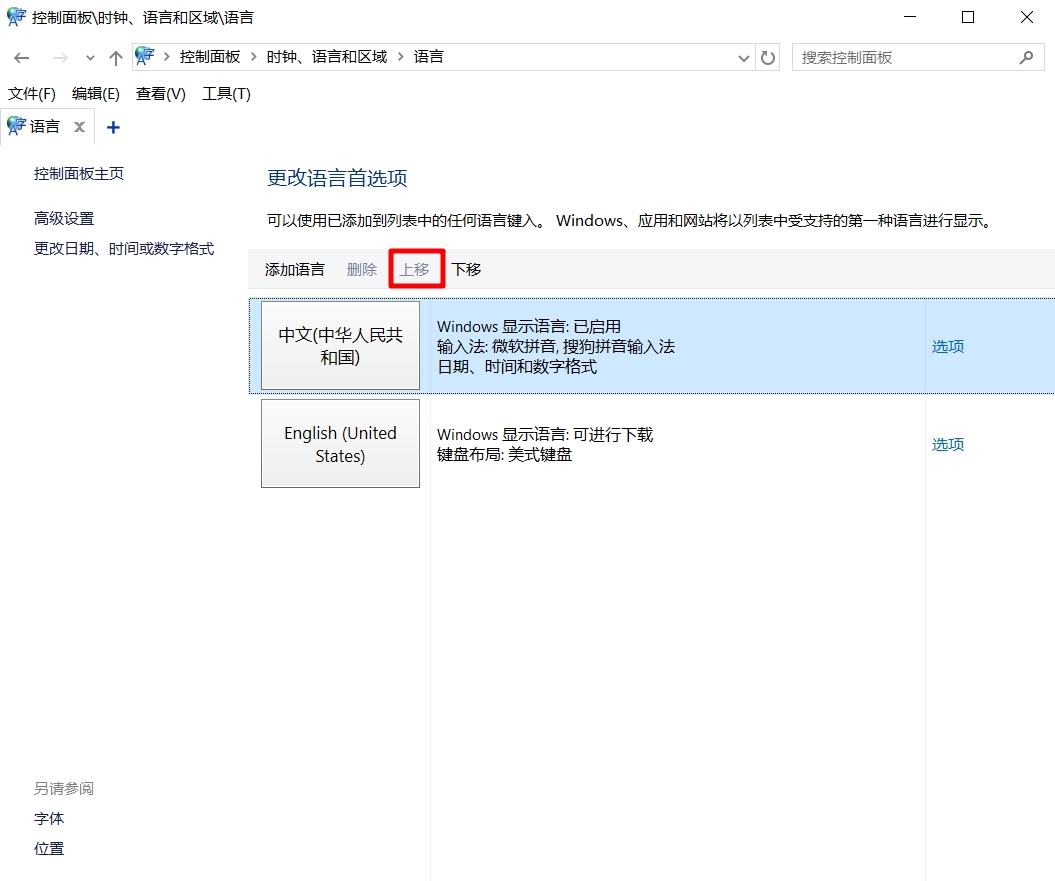 控制面板\时钟、语言和区域\语言
控制面板 > 时钟、语言和区域 > 语言
搜索控制面板
文件(F) 编辑(E) 查看(V) 工具(T)
语言
控制面板主页
高级设置
更改日期、时间或数字格式
更改语言首选项
可以使用已添加到列表中的任何语言键入。 Windows、应用和网站将以列表中受支持的第一种语言进行显示。
添加语言 删除 上移 下移
中文(中华人民共
和国)
Windows 显示语言: 已启用
输入法: 微软拼音, 搜狗拼音输入法
日期、时间和数字格式
选项
English (United
States)
Windows 显示语言: 可进行下载
键盘布局: 美式键盘
选项
另请参阅
字体
位置